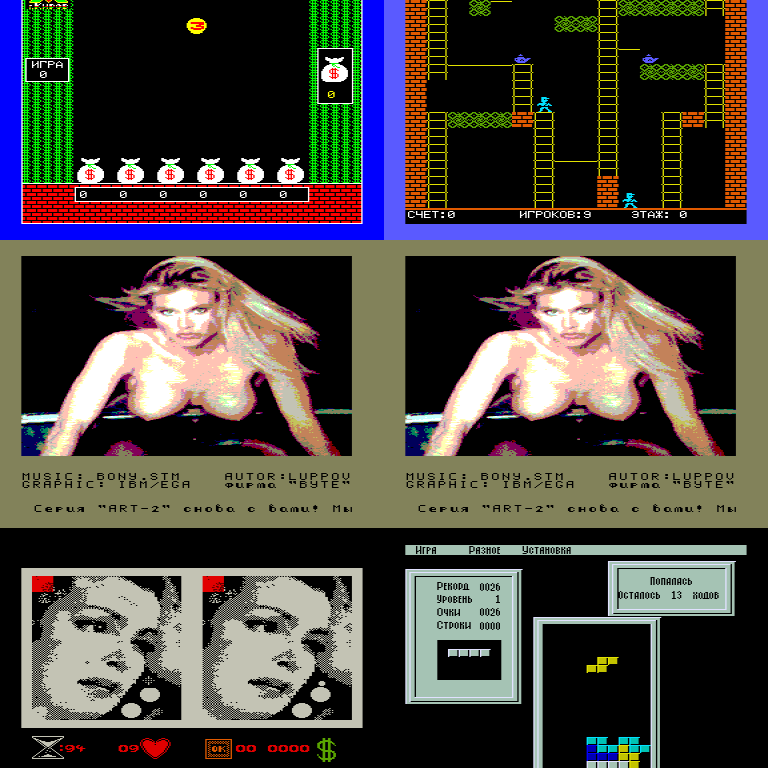 ИГРА
0
$
0
$ $ $ $ $ $
0 0 0 0 0 0
СЧЕТ:0 ИГРОКОВ:9 ЭТАЖ: 0
MUSIC: BONY.STM AUTOR:LUPPOV
GRAPHIC: IBM/EGA фирма "BYTE"
Серия "ART-2" снова с вами! Мы
MUSIC: BONY.STM AUTOR:LUPPOV
GRAPHIC: IBM/EGA фирма "BYTE"
Серия "ART-2" снова с вами! Мы
:94 09 OK 00 0000 $
Игра Разное Установка
Рекорд 0026
Уровень 1
Очки 0026
Строки 0000
Попалась
Осталось 13 ходов